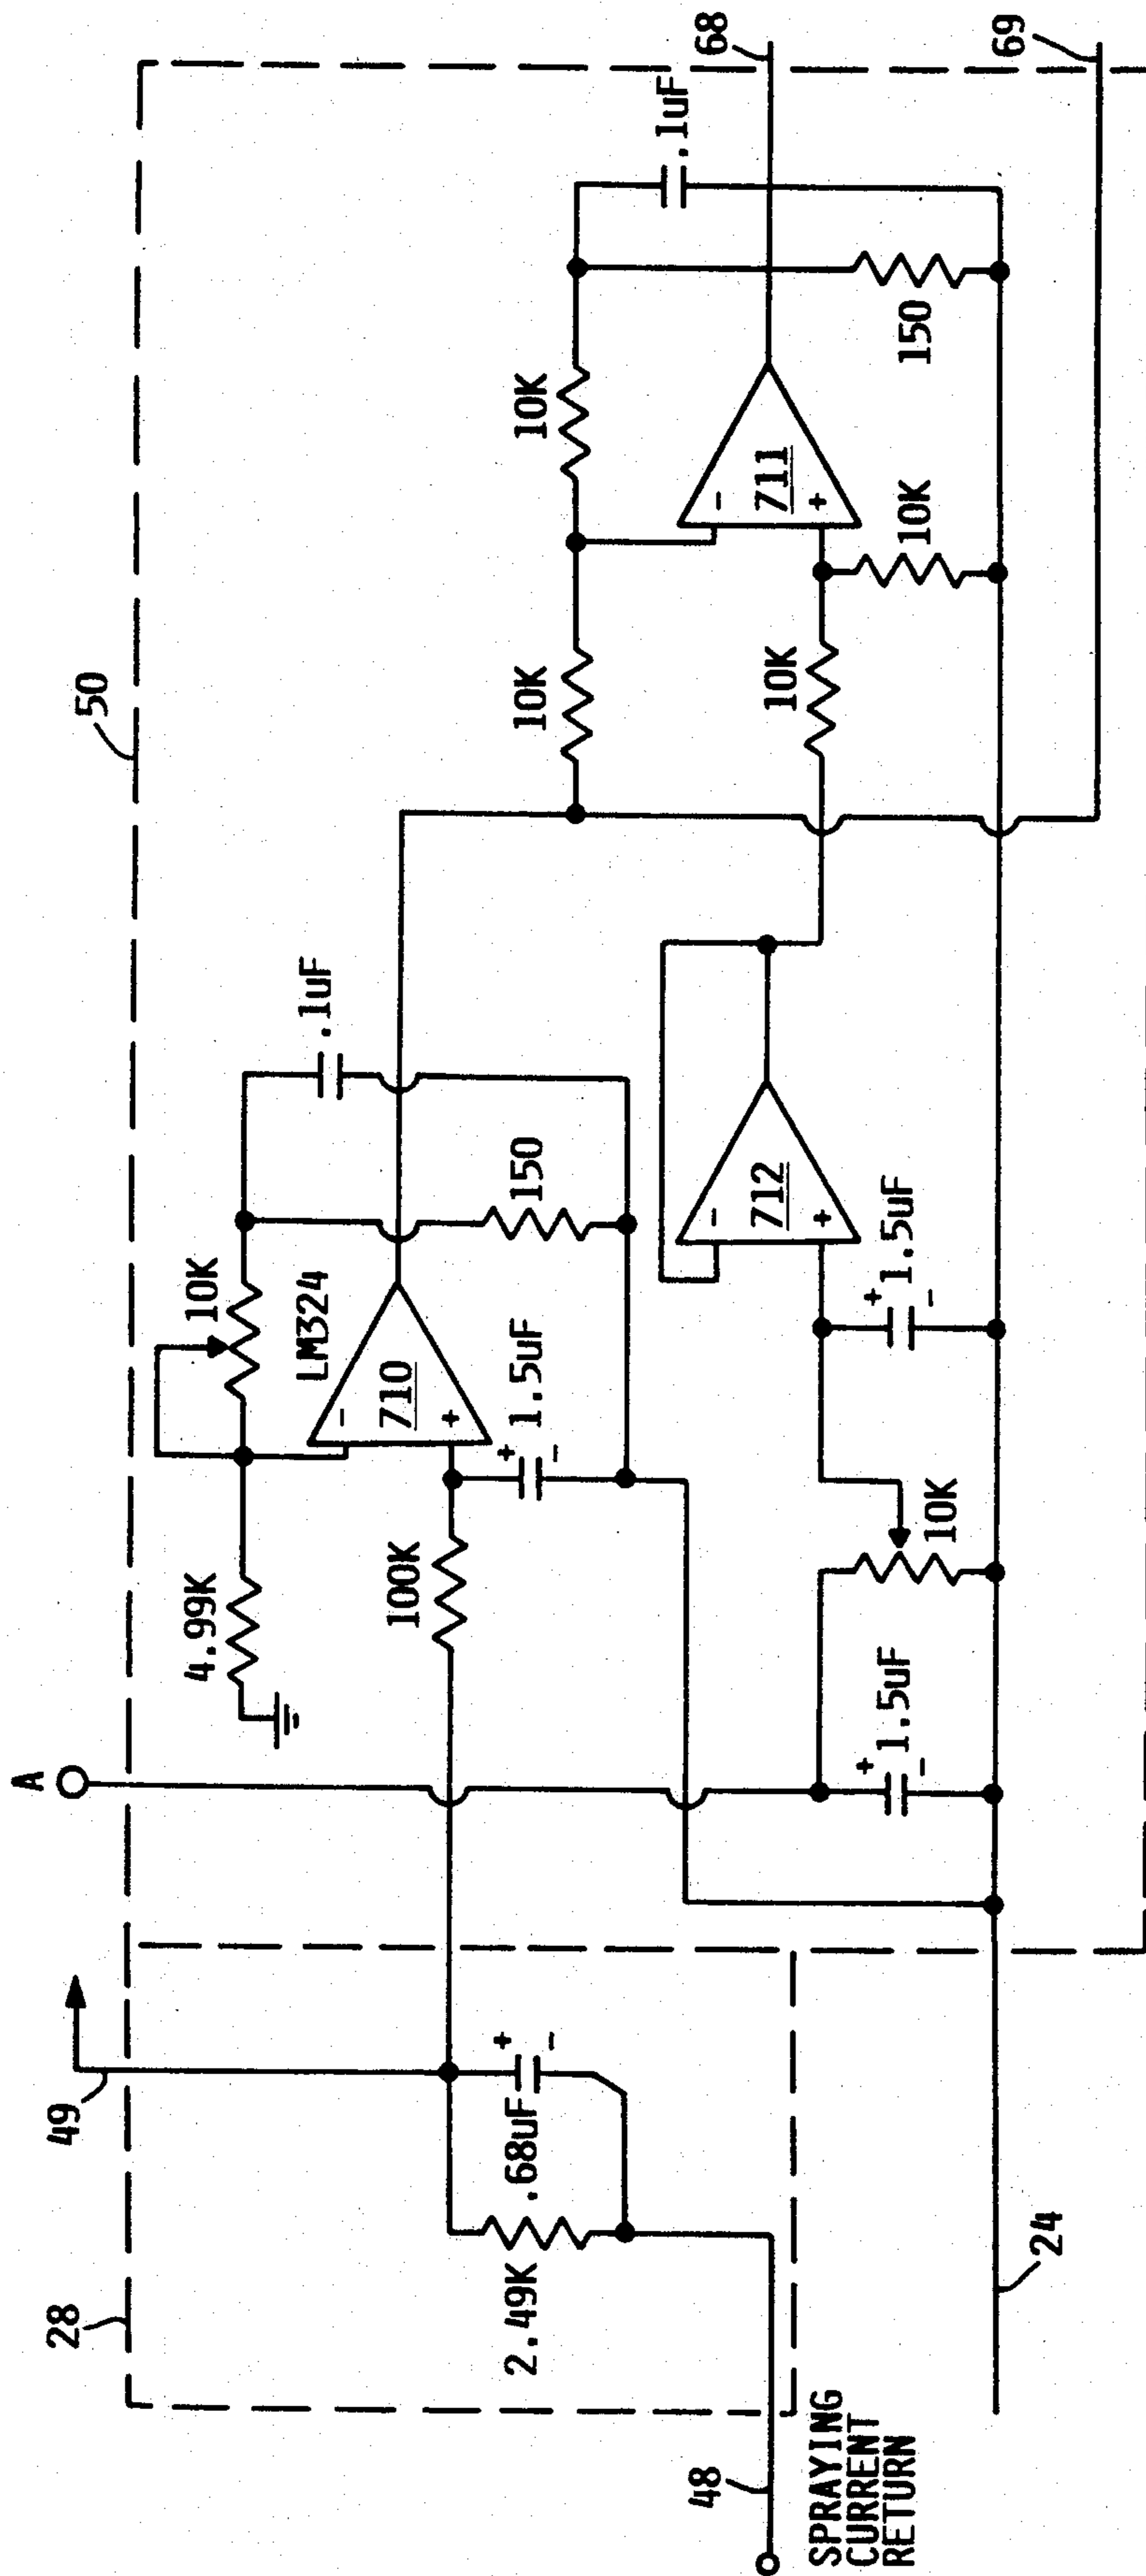 50
28
49
A
4.99K
10K
.1uF
LM324
150
710
-
+
100K
+
1.5uF
-
+
.68uF
-
2.49K
48
SPRAYING
CURRENT
RETURN
24
+
1.5uF
-
10K
+
1.5uF
-
712
-
+
10K
10K
10K
10K
711
-
+
150
.1uF
68
69